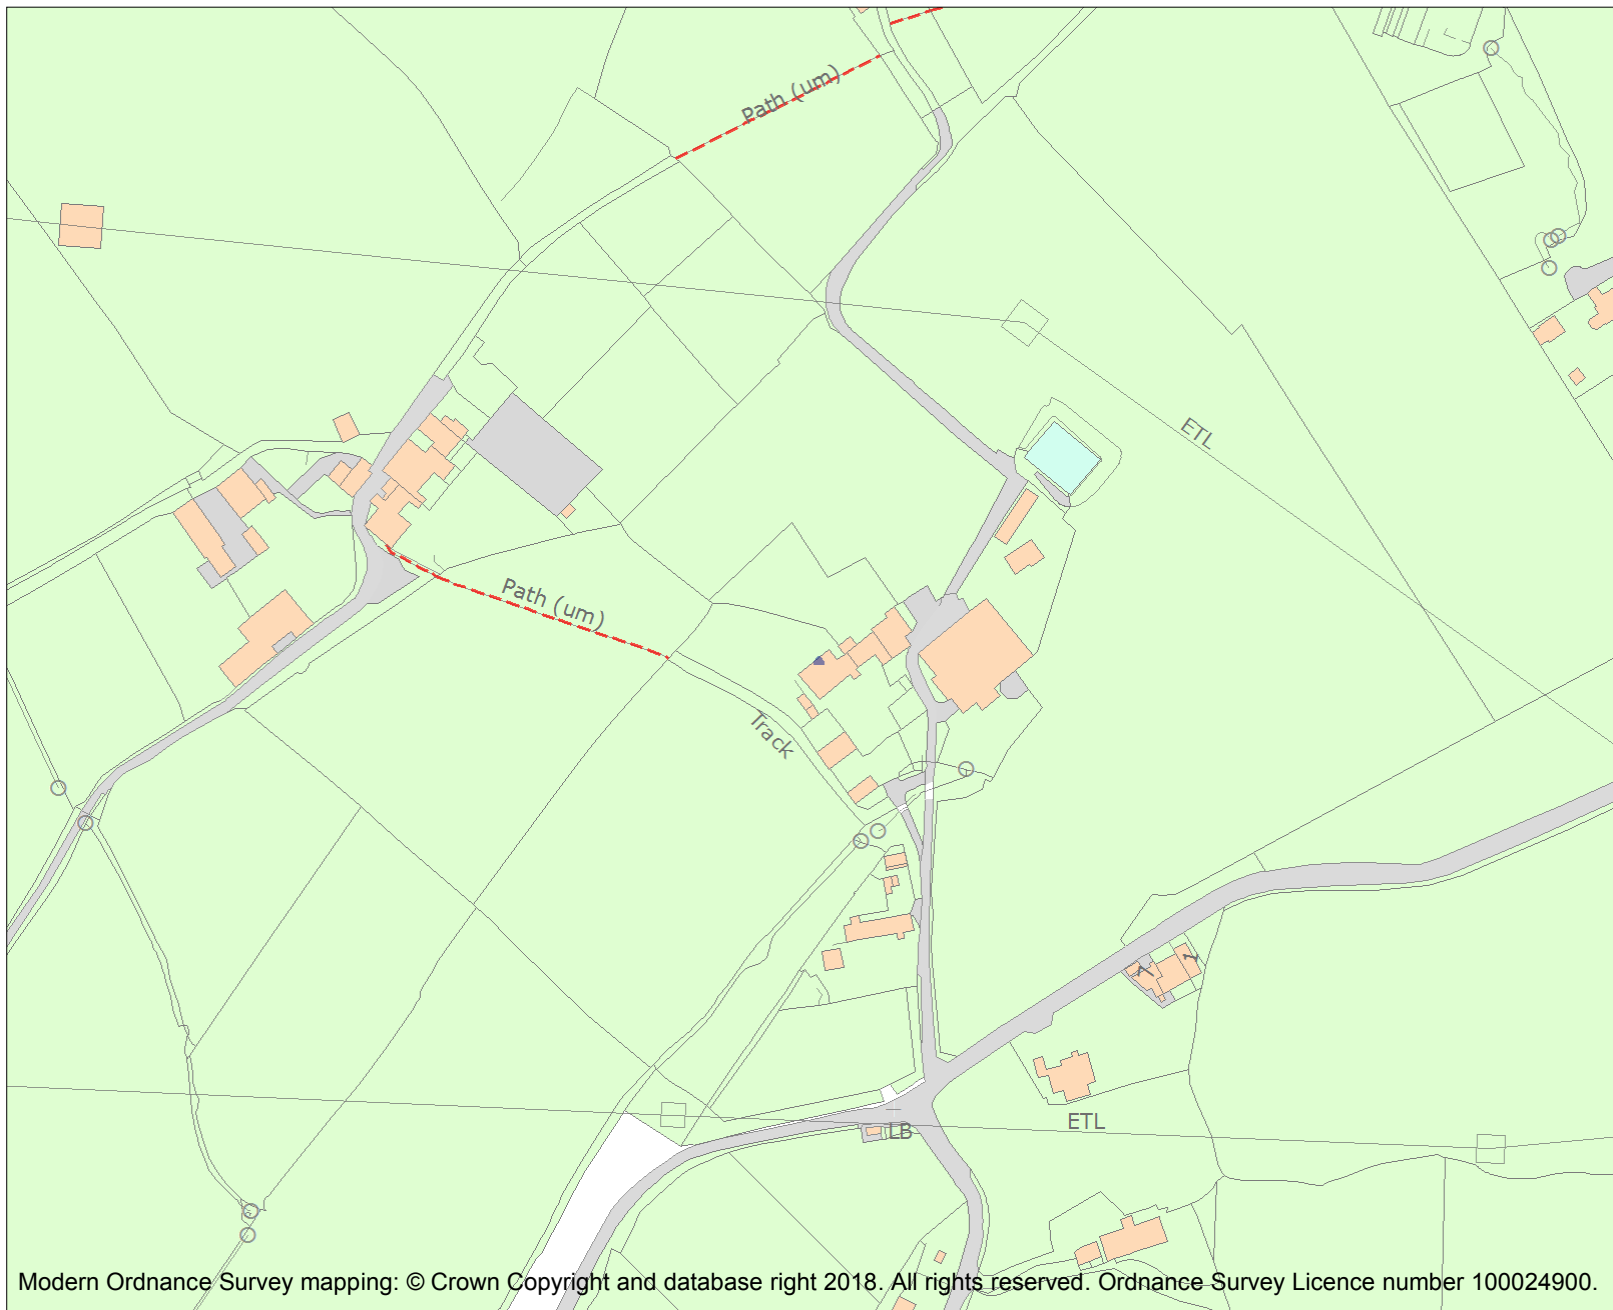 Path (um)
ETL
Path (um)
Track
1
ETL
LB
Modern Ordnance Survey mapping: © Crown Copyright and database right 2018. All rights reserved. Ordnance Survey Licence number 100024900.